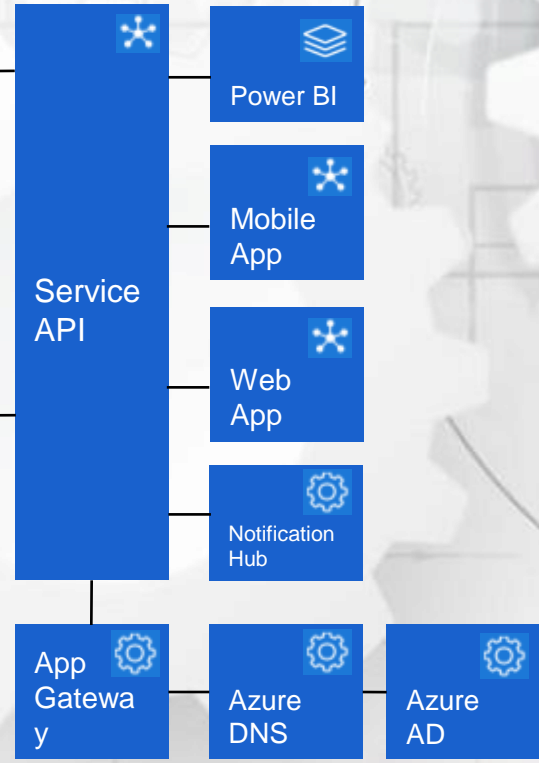 Power BI
Mobile
App
Service
API
Web
App
Notification
Hub
App
Gatewa
y
Azure
DNS
Azure
AD